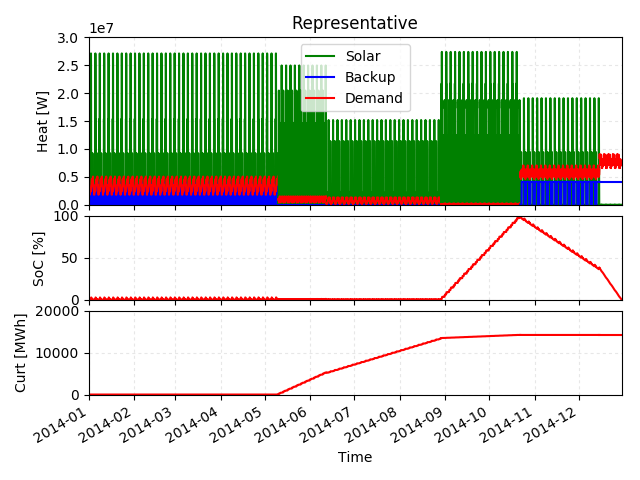 Representative
1e7
3.0
2.5
2.0
1.5
1.0
0.5
0.0
Heat [W]
Solar
Backup
Demand
100
50
0
SoC [%]
20000
10000
0
Curt [MWh]
2014-01
2014-02
2014-03
2014-04
2014-05
2014-06
2014-07
2014-08
2014-09
2014-10
2014-11
2014-12
Time